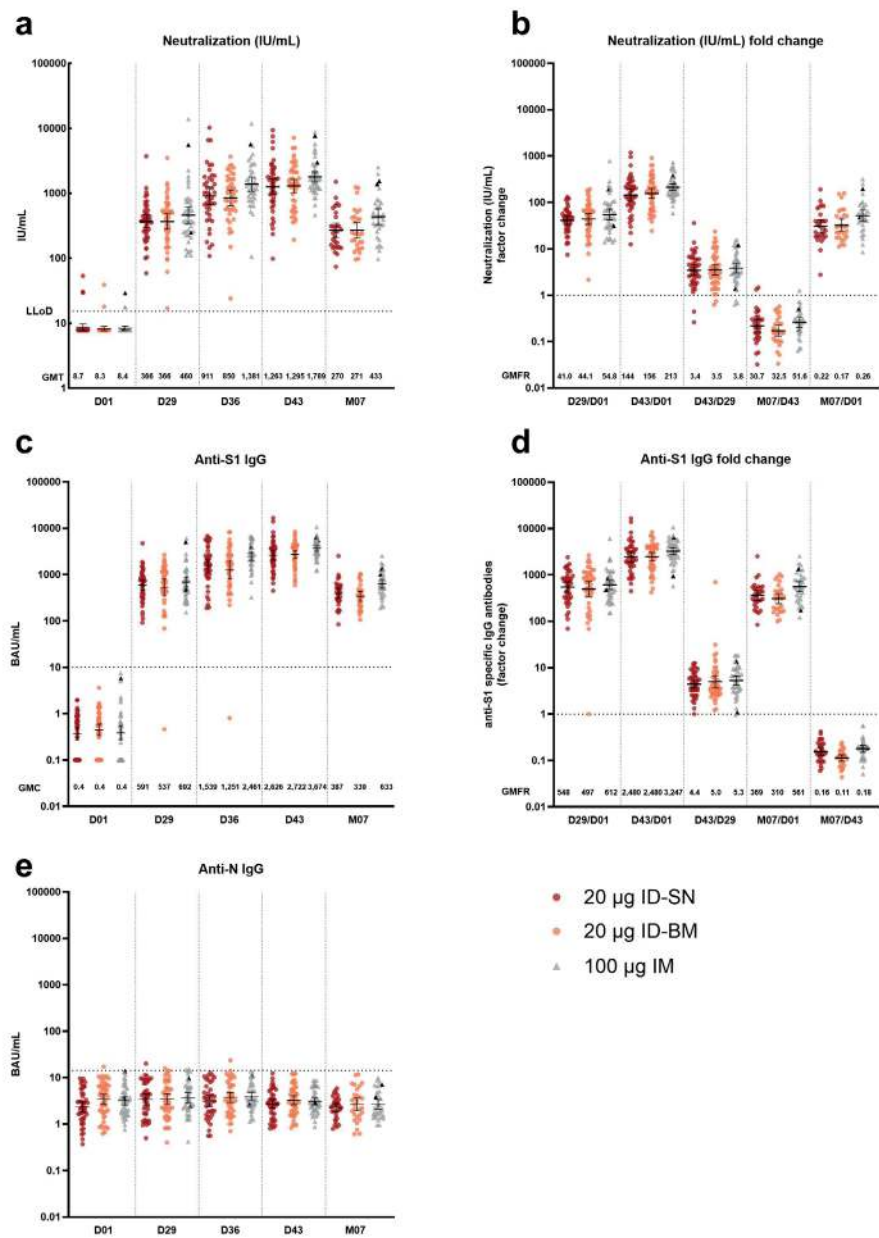 a
Neutralization (IU/mL)
100000
10000
1000
100
LLoD
10
1
IU/mL
GMT 8.7 8.3 8.4 366 366 460 911 850 1,381 1,263 1,295 1,789 270 271 433
D01 D29 D36 D43 M07
b
Neutralization (IU/mL) fold change
100000
10000
1000
100
10
1
0.1
0.01
Neutralization (IU/mL)
factor change
GMFR 41.0 44.1 54.8 144 156 213 3.4 3.5 3.8 30.7 32.5 51.6 0.22 0.17 0.26
D29/D01 D43/D01 D43/D29 M07/D43 M07/D01
c
Anti-S1 IgG
100000
10000
1000
100
10
1
0.1
0.01
BAU/mL
GMC 0.4 0.4 0.4 591 537 692 1,539 1,251 2,461 2,626 2,722 3,674 387 339 633
D01 D29 D36 D43 M07
d
Anti-S1 IgG fold change
100000
10000
1000
100
10
1
0.1
0.01
anti-S1 specific IgG antibodies
(factor change)
GMFR 548 497 612 2,480 2,480 3,247 4.4 5.0 5.3 369 310 561 0.16 0.11 0.18
D29/D01 D43/D01 D43/D29 M07/D01 M07/D43
e
Anti-N IgG
100000
10000
1000
100
10
1
0.1
0.01
BAU/mL
D01 D29 D36 D43 M07
20 µg ID-SN
20 µg ID-BM
100 µg IM